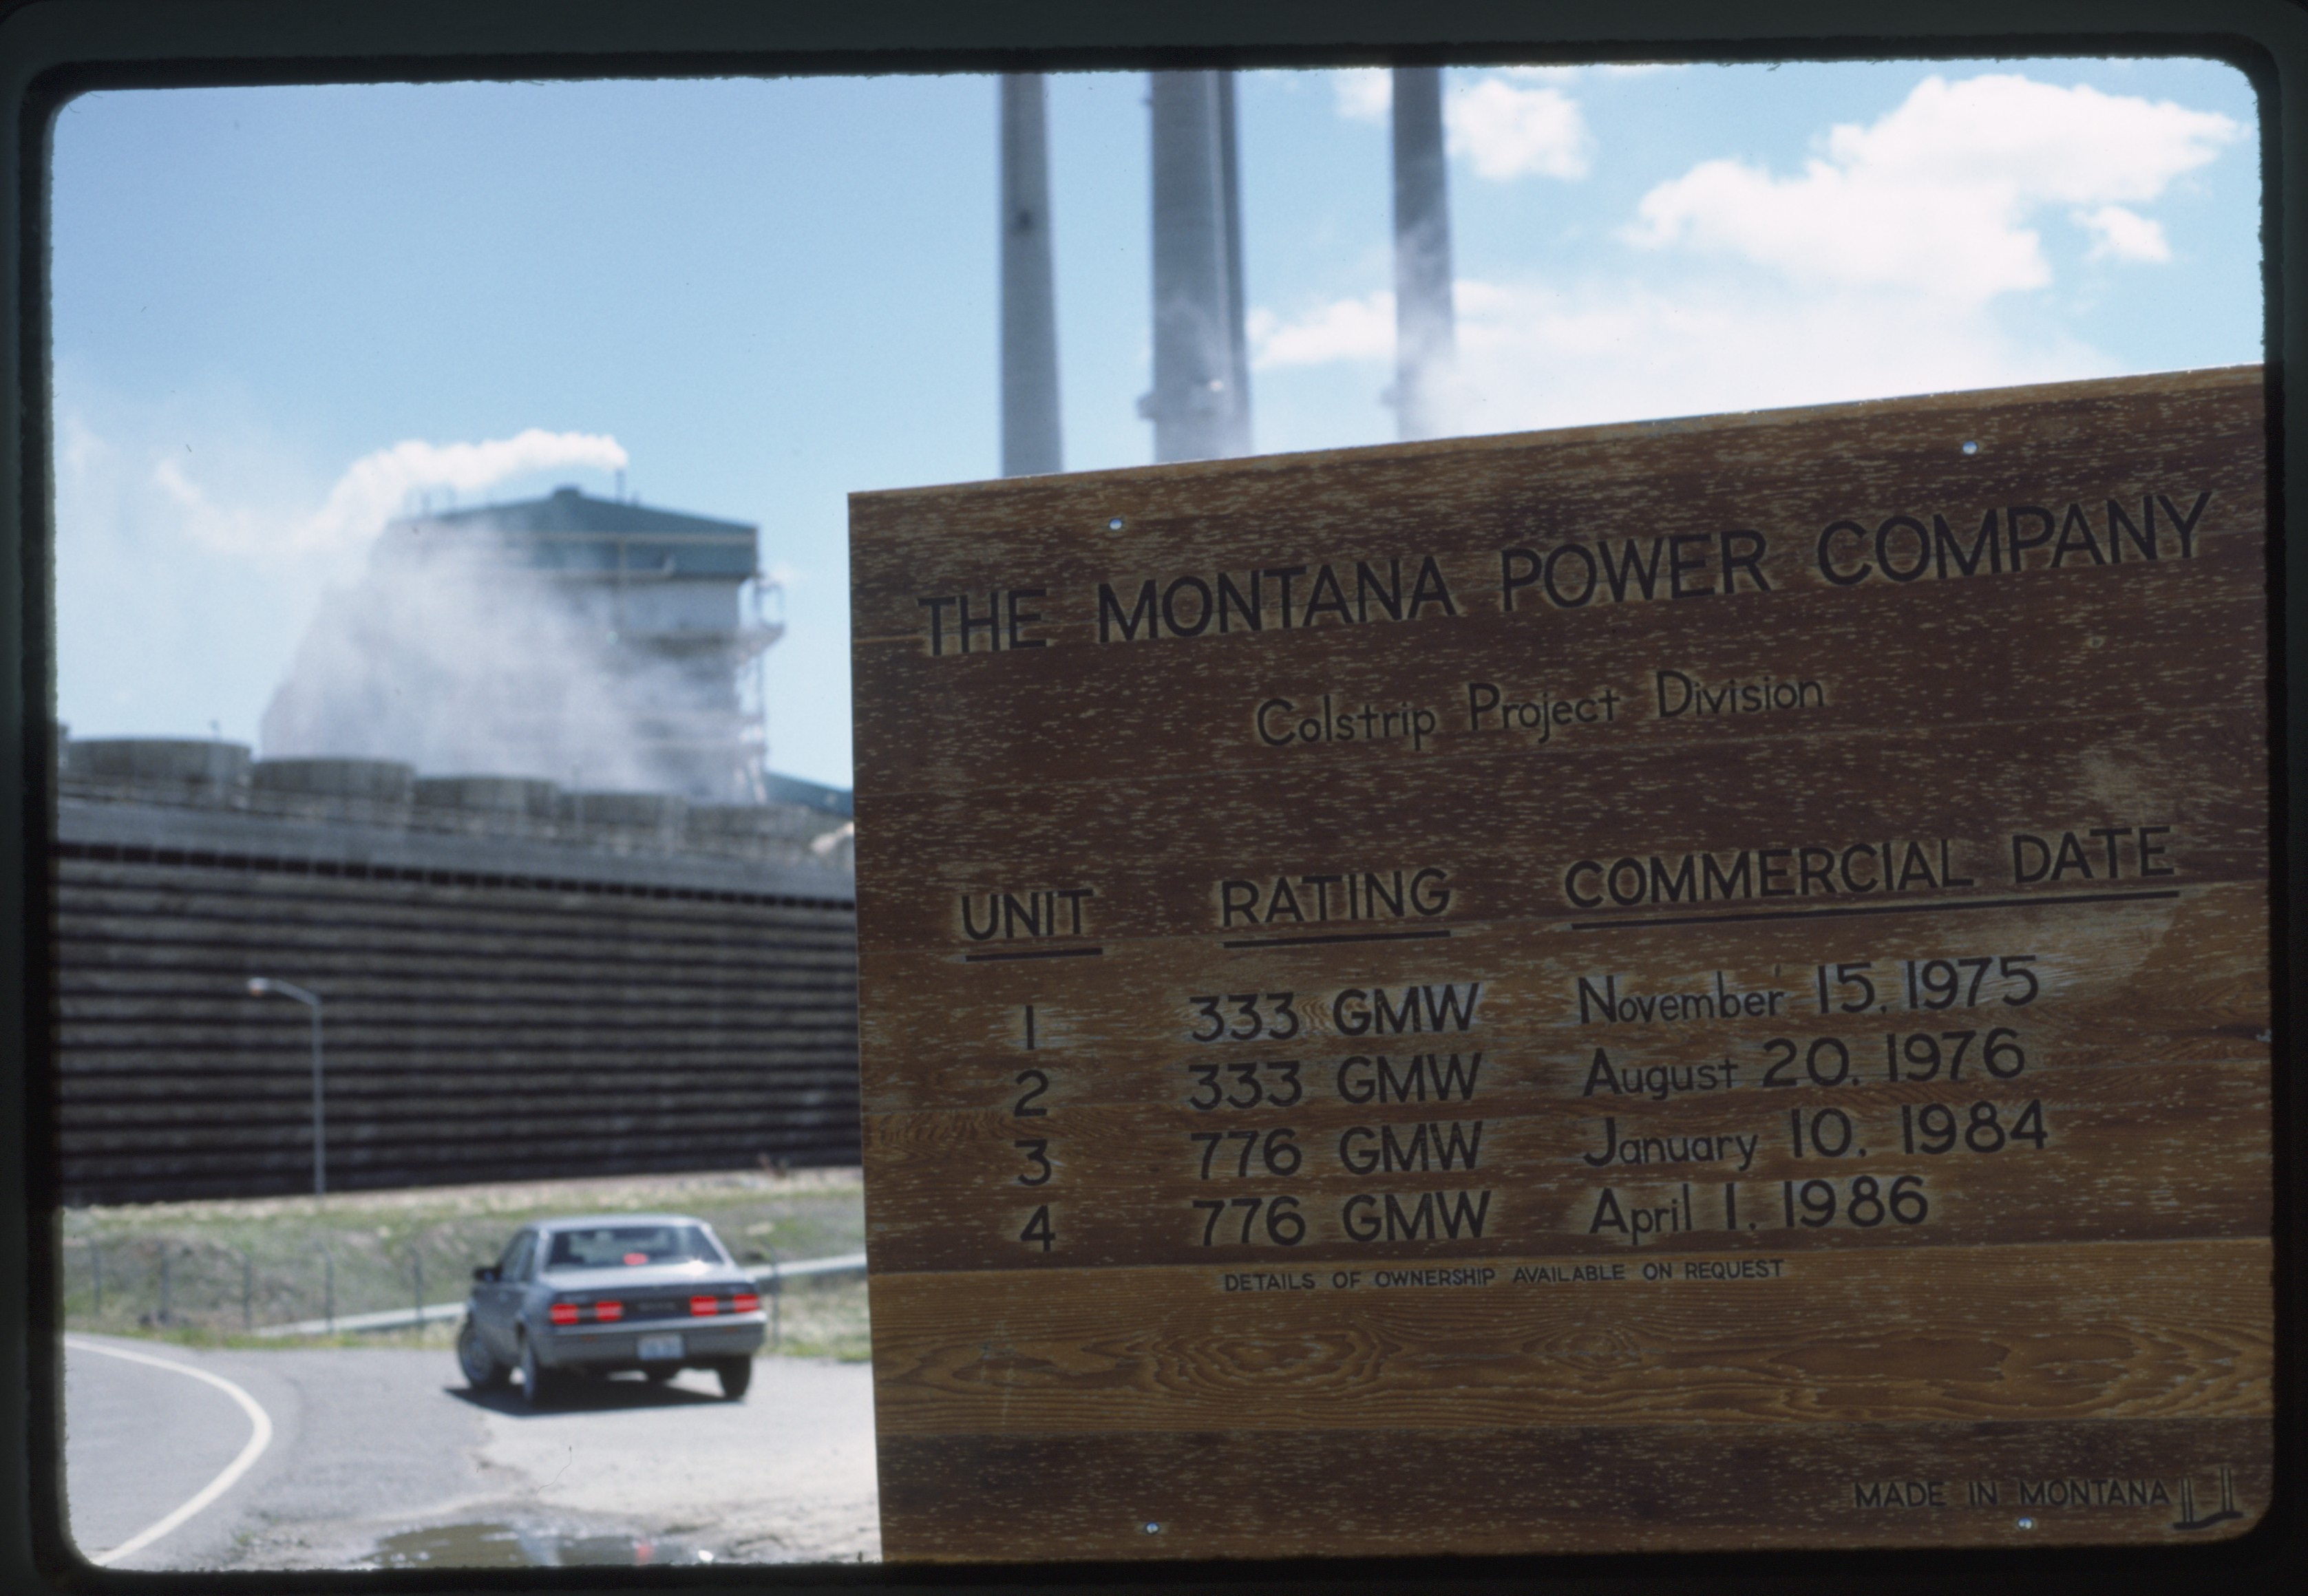 THE MONTANA POWER COMPANY
Colstrip Project Division
UNIT RATING COMMERCIAL DATE
1 333 GMW November 15, 1975
2 333 GMW August 20, 1976
3 776 GMW January 10, 1984
4 776 GMW April 1, 1986
DETAILS OF OWNERSHIP AVAILABLE ON REQUEST
MADE IN MONTANA